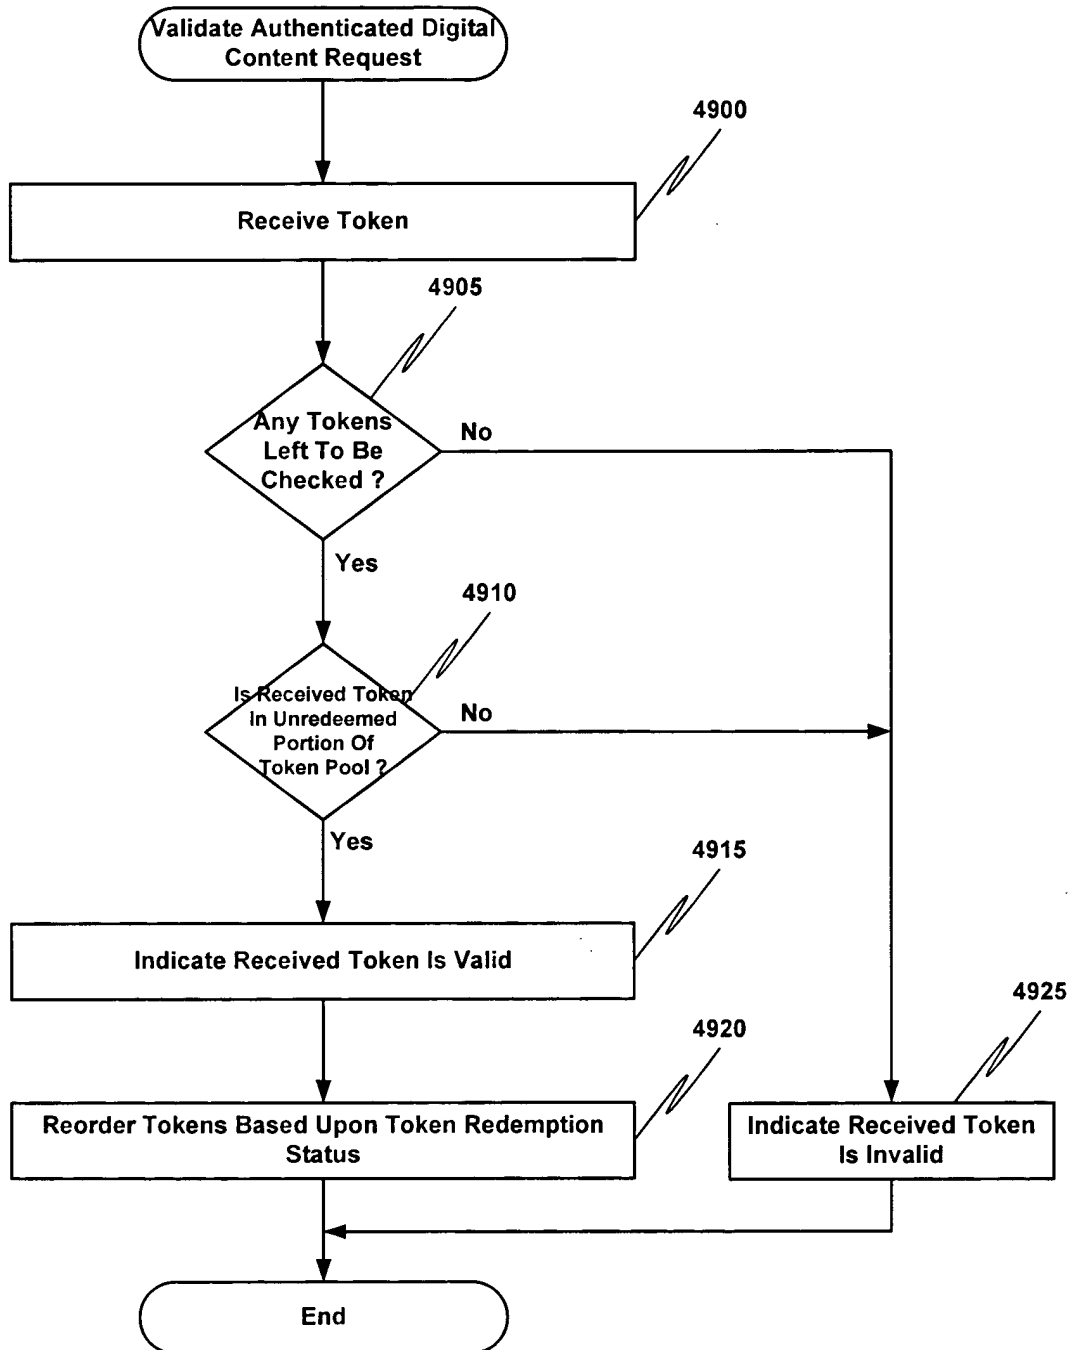 Validate Authenticated Digital
Content Request
4900
Receive Token
4905
Any Tokens
Left To Be
Checked ?
No
Yes
4910
Is Received Token
In Unredeemed
Portion Of
Token Pool ?
No
Yes
4915
Indicate Received Token Is Valid
4920
Reorder Tokens Based Upon Token Redemption
Status
4925
Indicate Received Token
Is Invalid
End